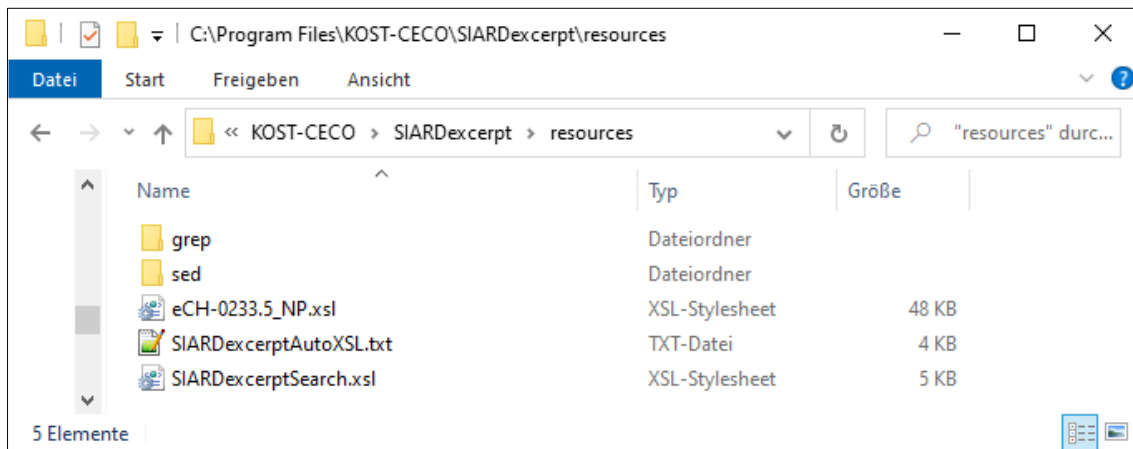 C:\Program Files\KOST-CECO\SIARDexcerpt\resources
Datei Start Freigeben Ansicht ?
« KOST-CECO > SIARDexcerpt > resources "resources" durc...
Name Typ Größe
grep Dateiordner
sed Dateiordner
eCH-0233.5_NP.xsl XSL-Stylesheet 48 KB
SIARDexcerptAutoXSL.txt TXT-Datei 4 KB
SIARDexcerptSearch.xsl XSL-Stylesheet 5 KB
5 Elemente